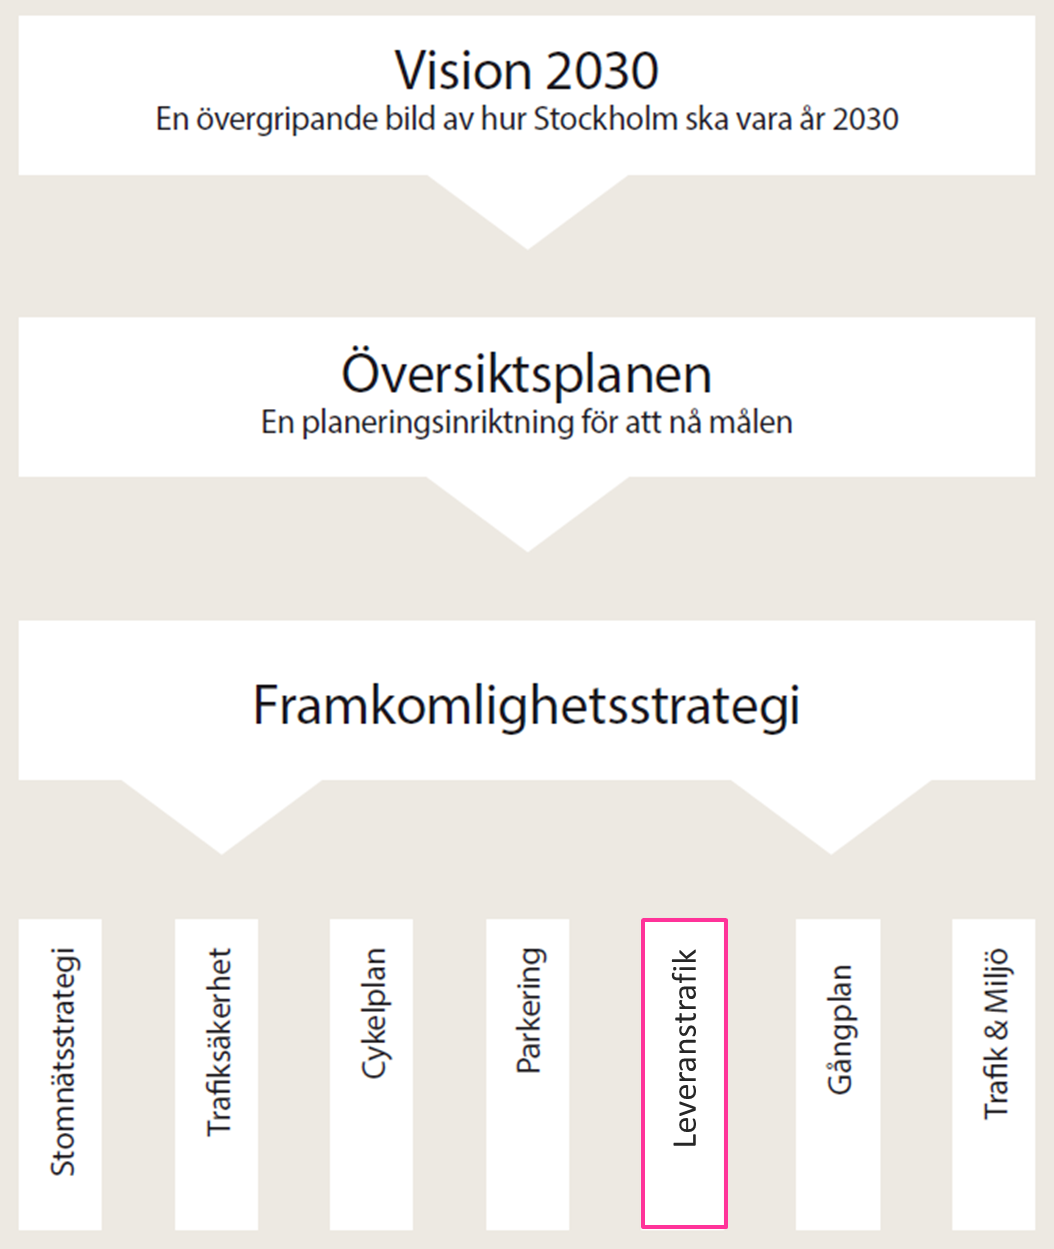 Vision 2030
En övergripande bild av hur Stockholm ska vara år 2030
Översiktsplanen
En planeringsinriktning för att nå målen
Framkomlighetsstrategi
Stomnätsstrategi
Trafiksäkerhet
Cykelplan
Parkering
Leveranstrafik
Gångplan
Trafik & Miljö